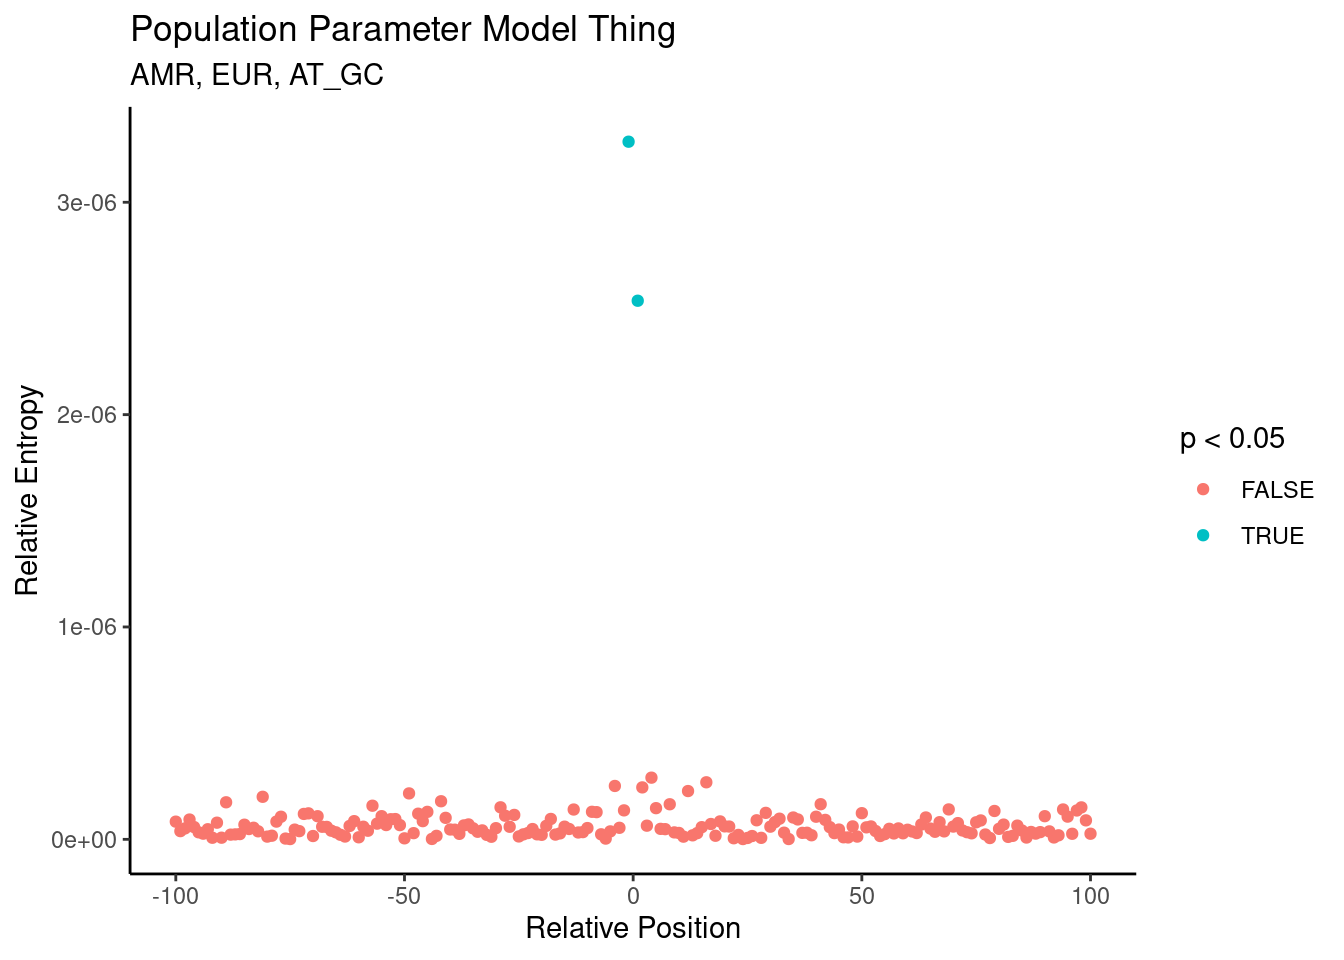 Population Parameter Model Thing
AMR, EUR, AT_GC
3e-06
2e-06
1e-06
0e+00
Relative Entropy
-100
-50
0
50
100
Relative Position
p < 0.05
FALSE
TRUE